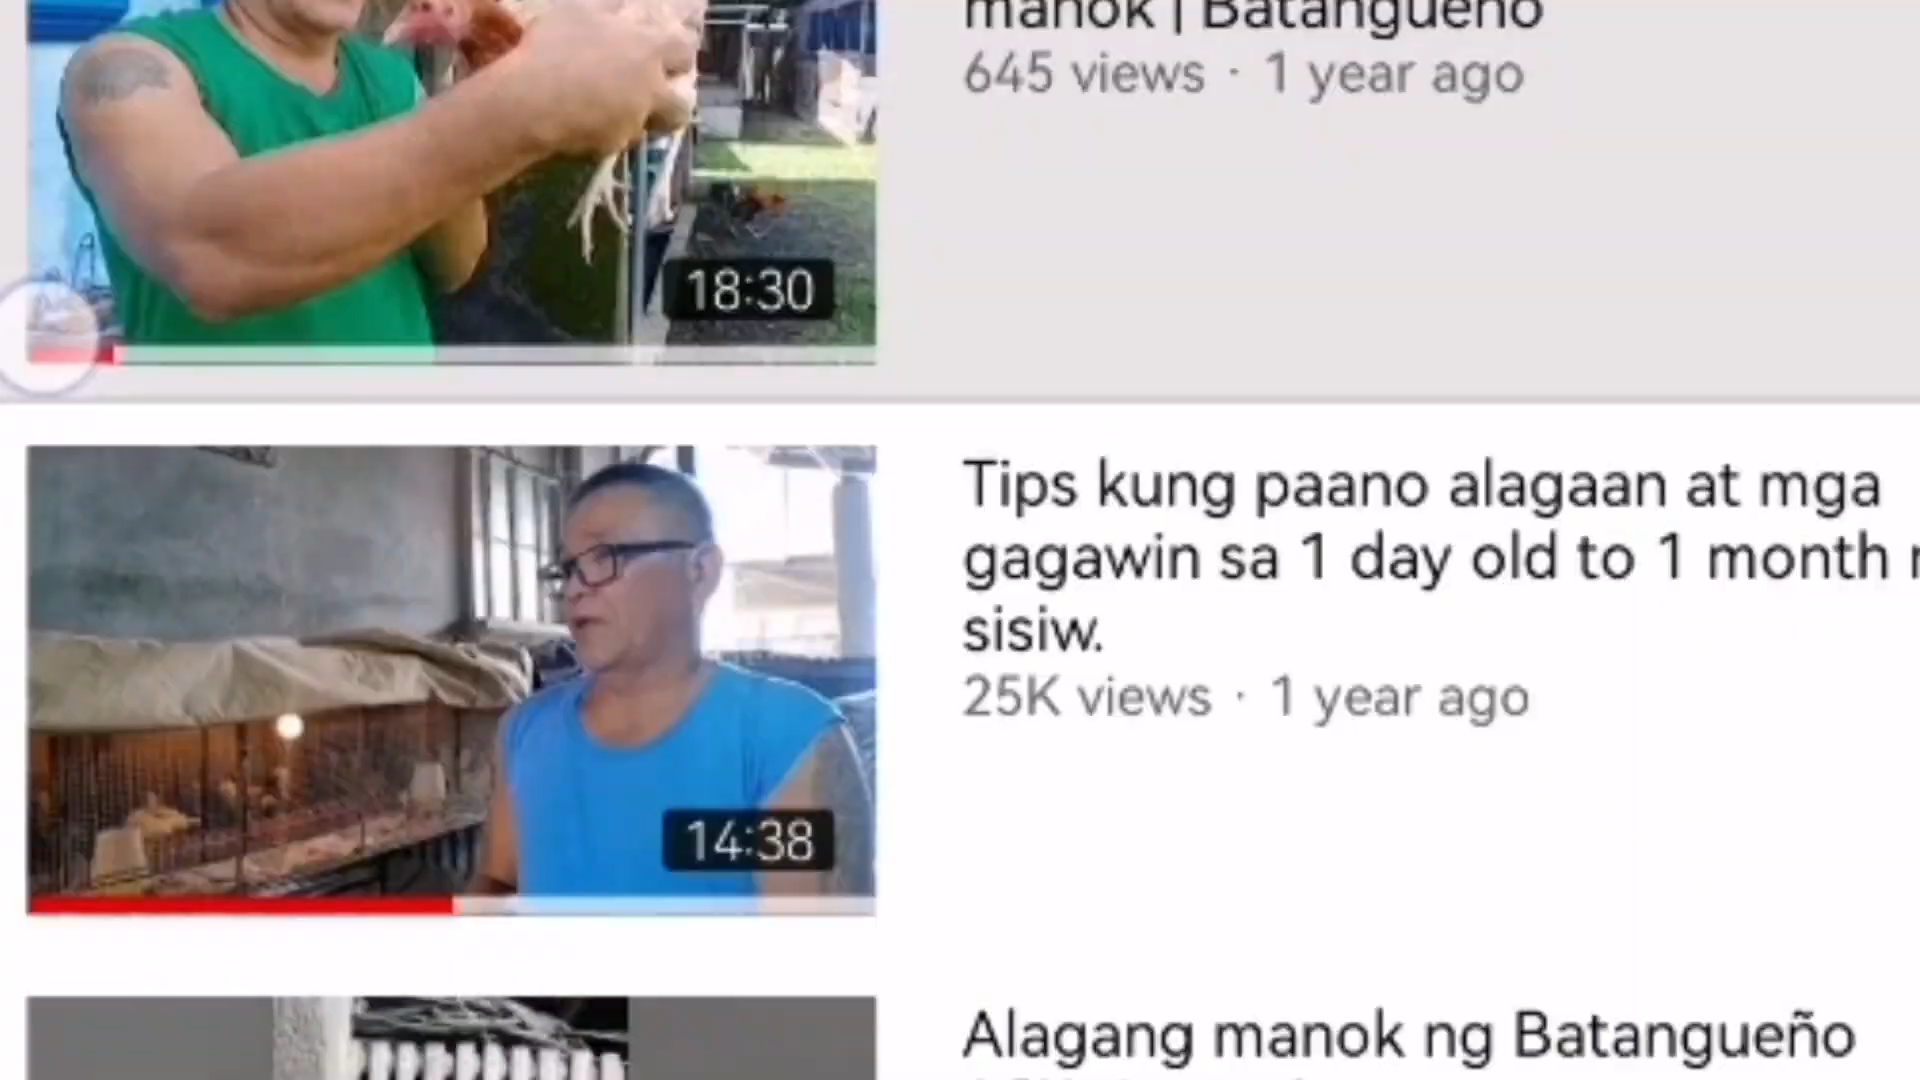 manok | Batangueño
645 views · 1 year ago
18:30
Tips kung paano alagaan at mga
gagawin sa 1 day old to 1 month
sisiw.
25K views · 1 year ago
14:38
Alagang manok ng Batangueño